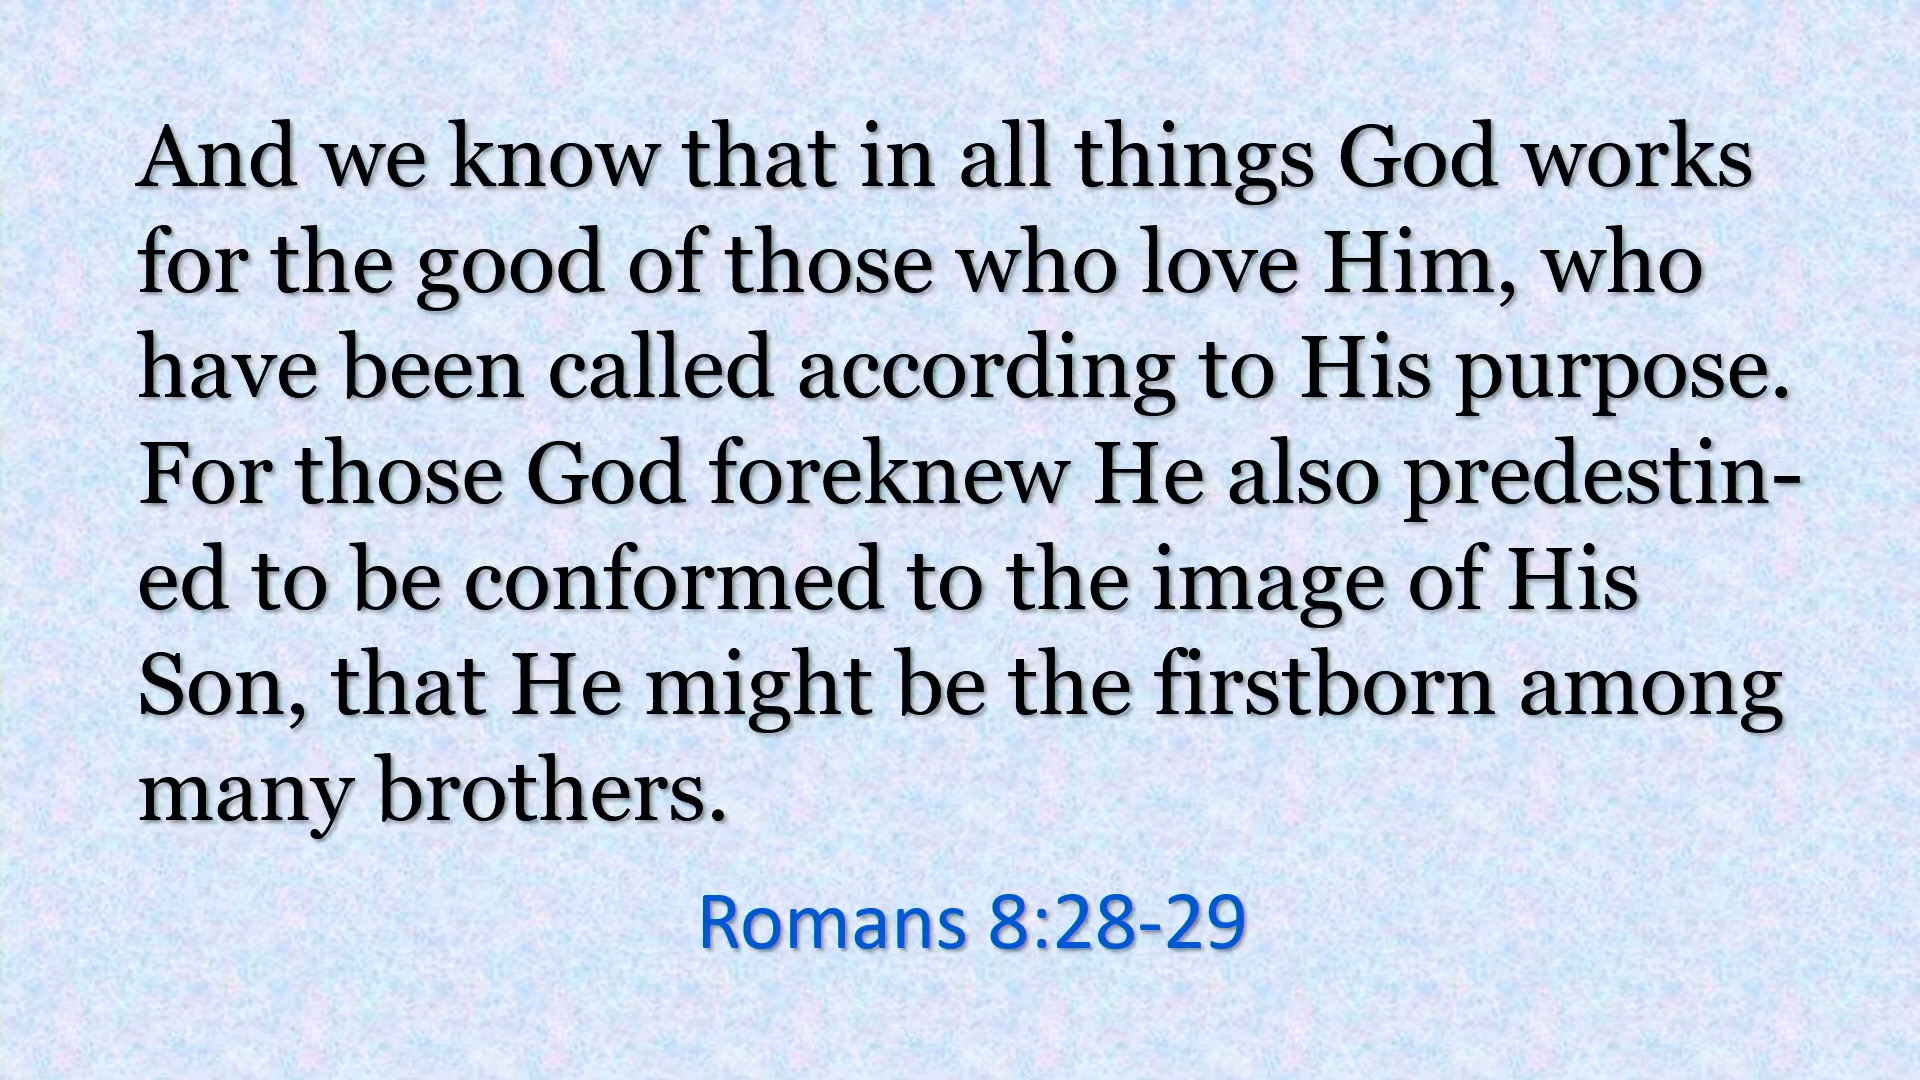 And we know that in all things God works
for the good of those who love Him, who
have been called according to His purpose.
For those God foreknew He also predestin-
ed to be conformed to the image of His
Son, that He might be the firstborn among
many brothers.
Romans 8:28-29